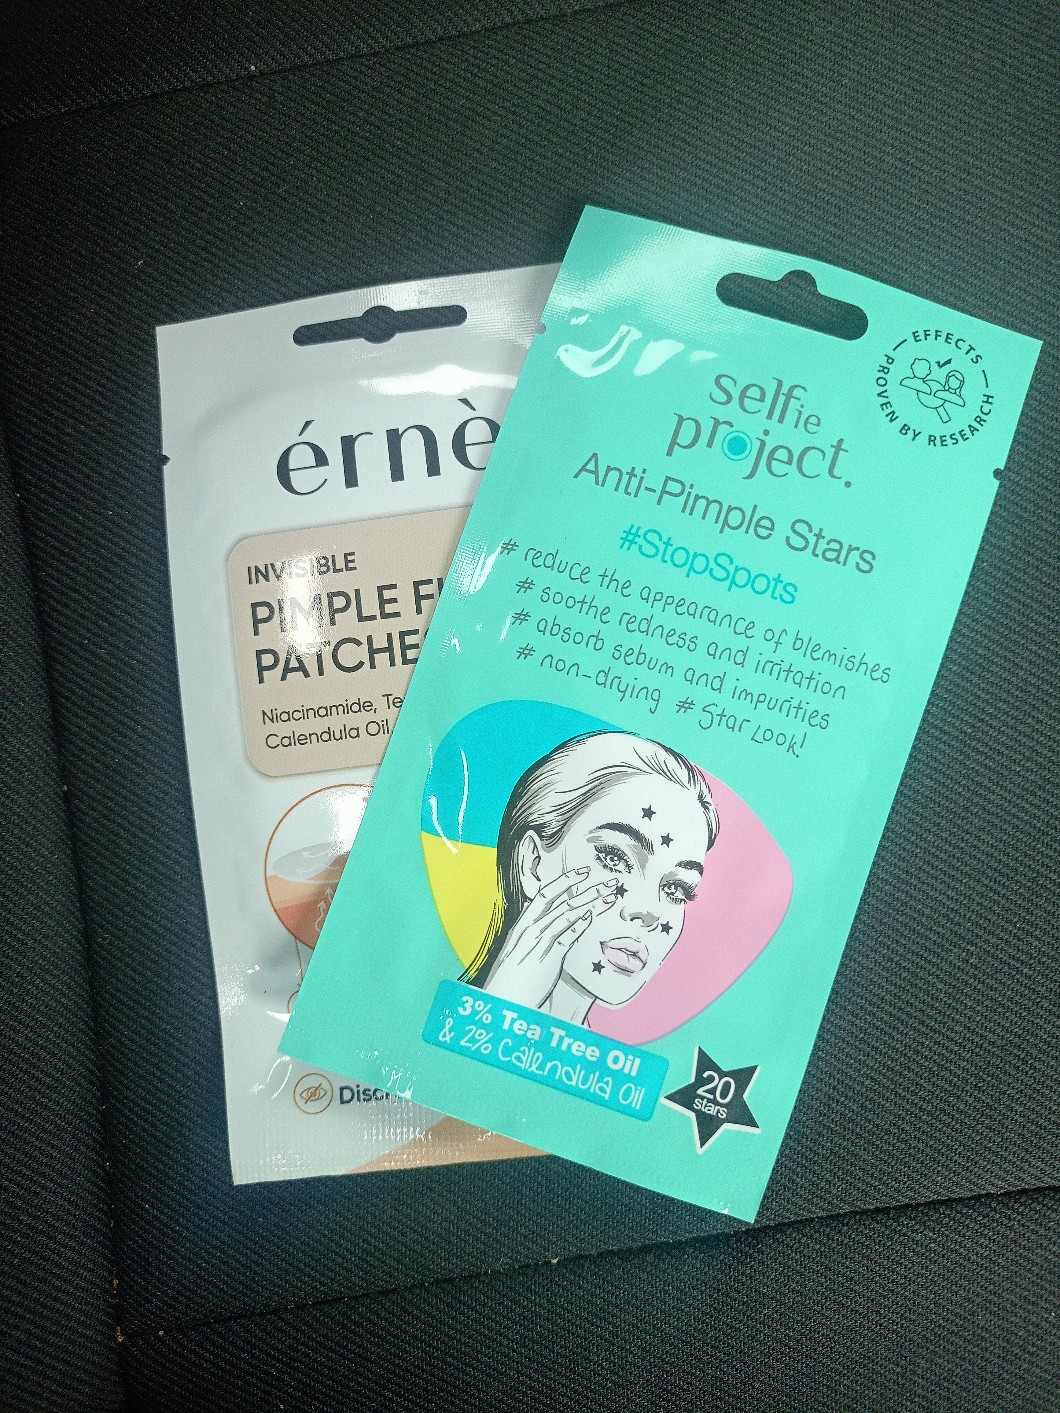 érnè
INVISIBLE
PIMPLE
PATCHE
Niacinamide,
Calendula Oil
selfie
project.
Anti-Pimple Stars
#StopSpots
# reduce the appearance of blemishes
# soothe redness and irritation
# absorb sebum and impurities
# non-drying # Star Look!
EFFECTS
PROVEN BY RESEARCH
3% Tea Tree Oil
& 2% Calendula Oil
20
stars